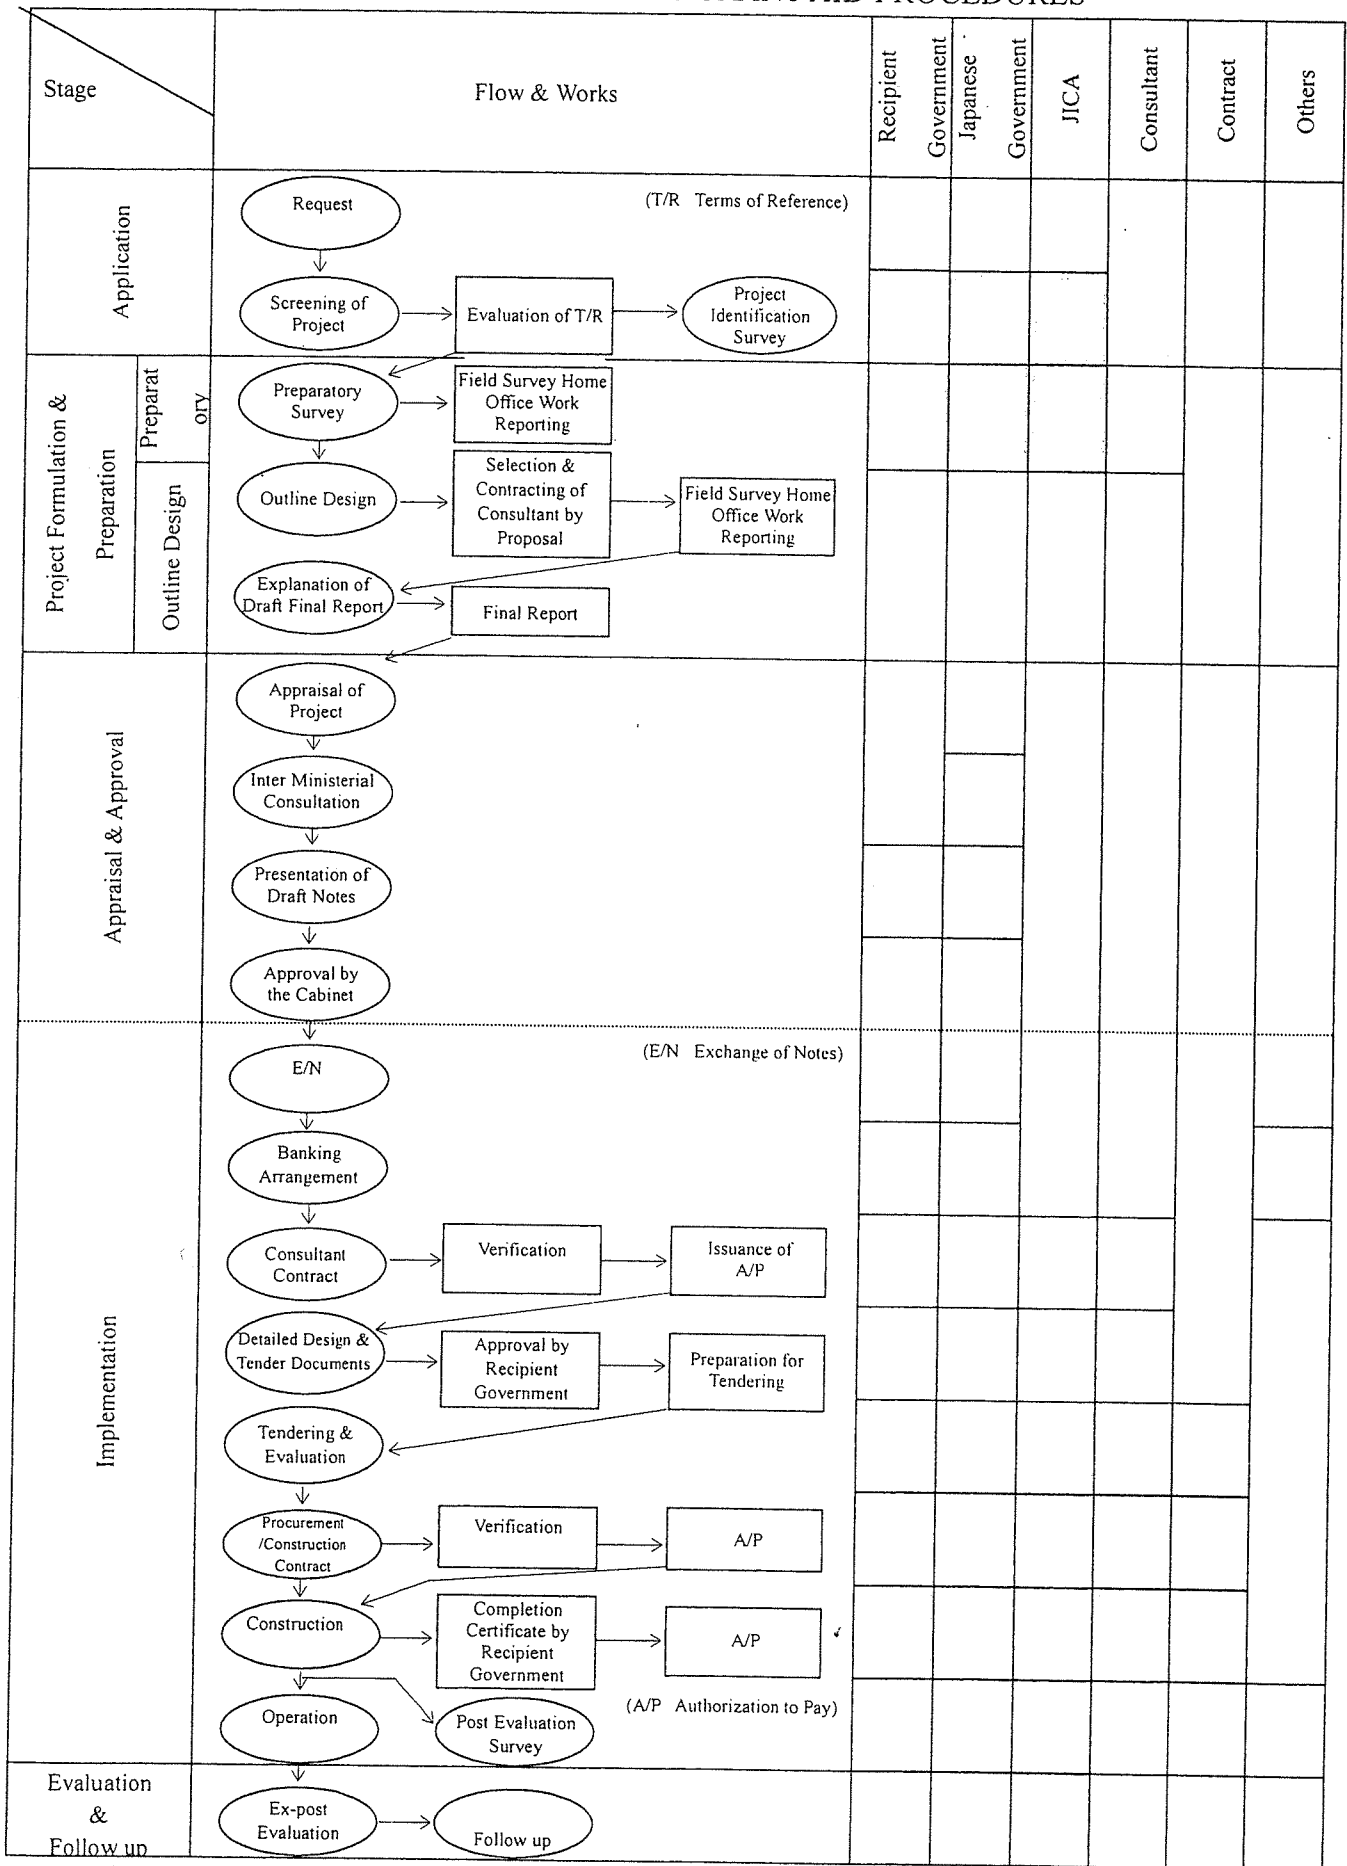 AID PROCEDURES
Stage
Flow & Works
Recipient
Government
Japanese
Government
JICA
Consultant
Contract
Others
Application
Request
(T/R Terms of Reference)
Screening of
Project
Evaluation of T/R
Project
Identification
Survey
Project Formulation &
Preparation
Preparat
ory
Preparatory
Survey
Field Survey Home
Office Work
Reporting
Outline Design
Outline Design
Selection &
Contracting of
Consultant by
Proposal
Field Survey Home
Office Work
Reporting
Explanation of
Draft Final Report
Final Report
Appraisal & Approval
Appraisal of
Project
Inter Ministerial
Consultation
Presentation of
Draft Notes
Approval by
the Cabinet
Implementation
E/N
(E/N Exchange of Notes)
Banking
Arrangement
Consultant
Contract
Verification
Issuance of
A/P
Detailed Design &
Tender Documents
Approval by
Recipient
Government
Preparation for
Tendering
Tendering &
Evaluation
Procurement
/Construction
Contract
Verification
A/P
Construction
Completion
Certificate by
Recipient
Government
A/P
Operation
Post Evaluation
Survey
(A/P Authorization to Pay)
Evaluation
&
Follow up
Ex-post
Evaluation
Follow up